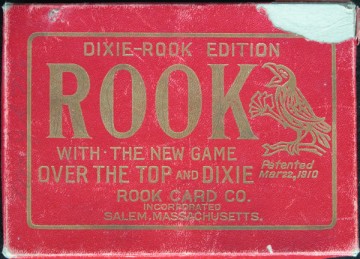 DIXIE-ROOK EDITION
ROOK
WITH · THE NEW GAME
OVER THE TOP AND DIXIE
Patented
Mar. 22, 1910
ROOK CARD CO.
INCORPORATED
SALEM, MASSACHUSETTS.